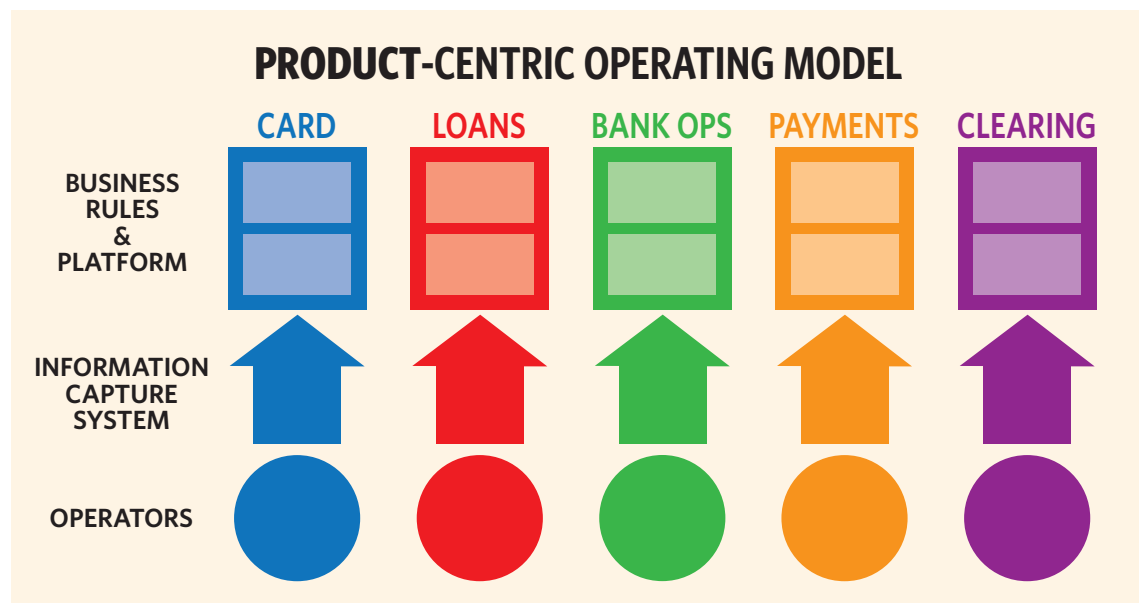 PRODUCT-CENTRIC OPERATING MODEL
CARD
LOANS
BANK OPS
PAYMENTS
CLEARING
BUSINESS
RULES
&
PLATFORM
INFORMATION
CAPTURE
SYSTEM
OPERATORS